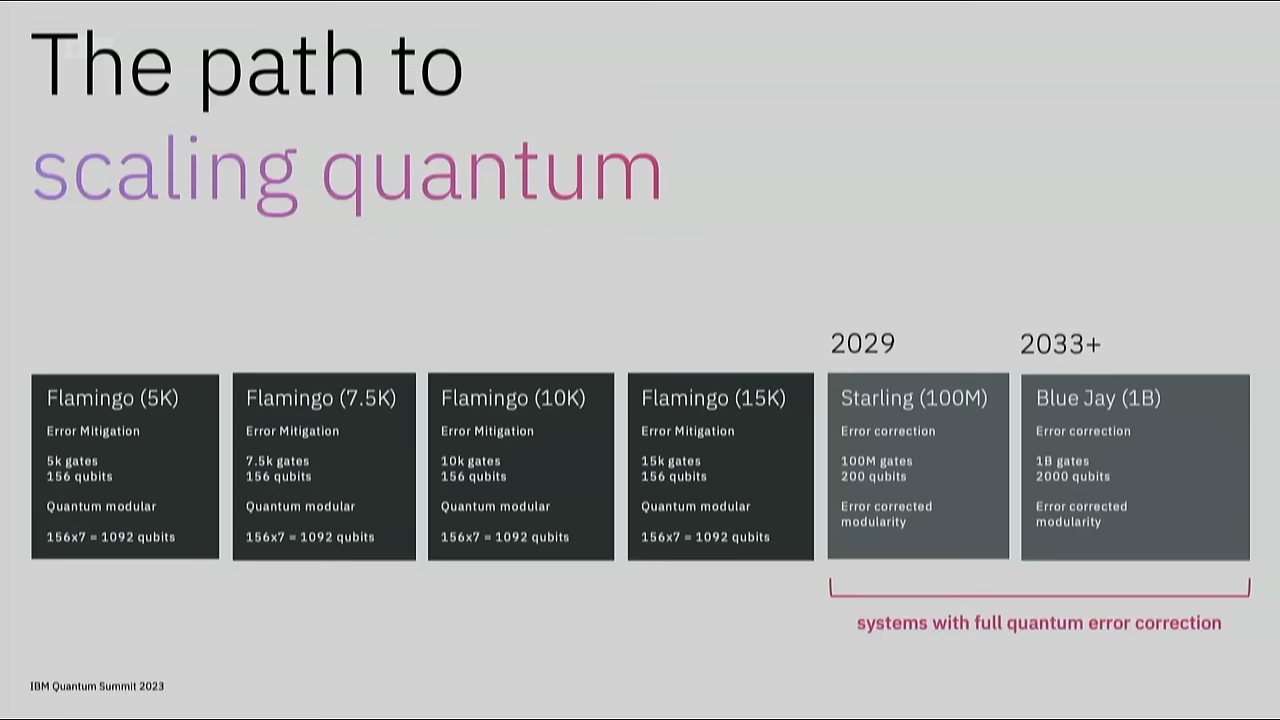 The path to
scaling quantum
2029
2033+
Flamingo (5K)
Error Mitigation
5k gates
156 qubits
Quantum modular
156x7 = 1092 qubits
Flamingo (7.5K)
Error Mitigation
7.5k gates
156 qubits
Quantum modular
156x7 = 1092 qubits
Flamingo (10K)
Error Mitigation
10k gates
156 qubits
Quantum modular
156x7 = 1092 qubits
Flamingo (15K)
Error Mitigation
15k gates
156 qubits
Quantum modular
156x7 = 1092 qubits
Starling (100M)
Error correction
100M gates
200 qubits
Error corrected
modularity
Blue Jay (1B)
Error correction
1B gates
2000 qubits
Error corrected
modularity
systems with full quantum error correction
IBM Quantum Summit 2023